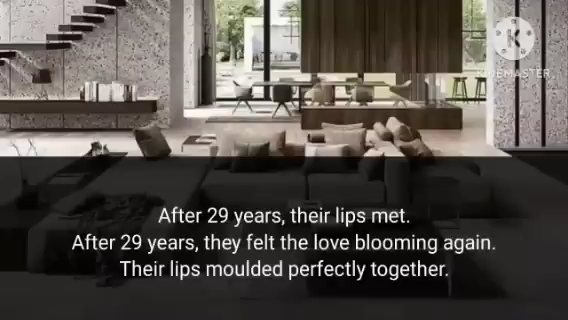 K
KINEMASTER
After 29 years, their lips met.
After 29 years, they felt the love blooming again.
Their lips moulded perfectly together.